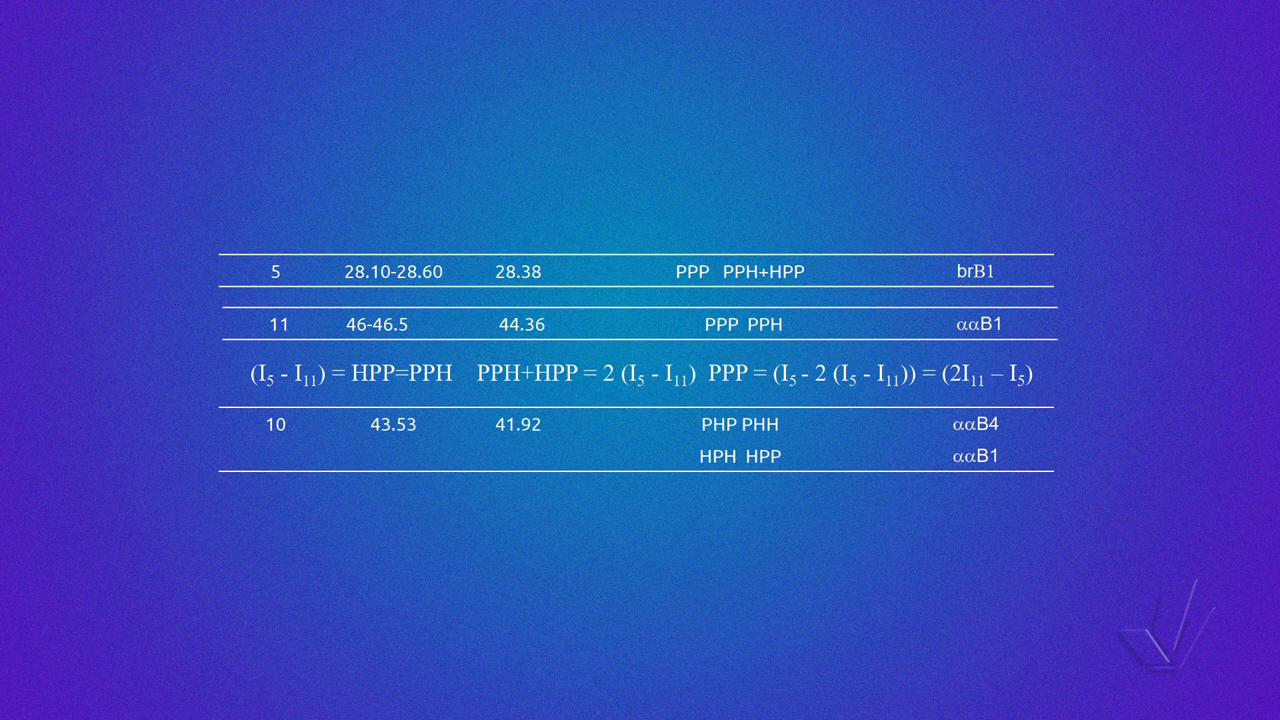 5 28.10-28.60 28.38 PPP PPH+HPP brB1
11 46-46.5 44.36 PPP PPH ααB1
(I₅ - I₁₁) = HPP=PPH PPH+HPP = 2 (I₅ - I₁₁) PPP = (I₅ - 2 (I₅ - I₁₁)) = (2I₁₁ – I₅)
10 43.53 41.92 PHP PHH ααB4
HPH HPP ααB1